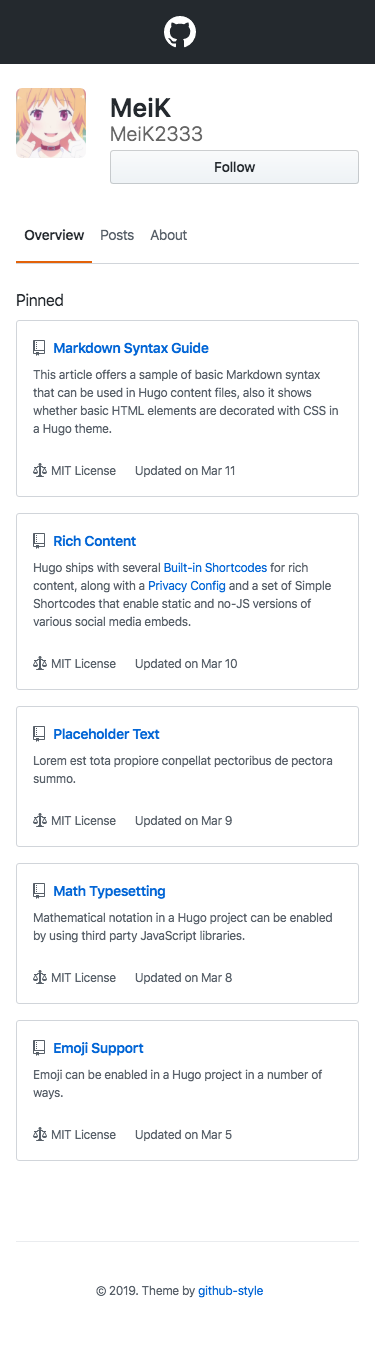 MeiK
MeiK2333
Follow
Overview Posts About
Pinned
Markdown Syntax Guide
This article offers a sample of basic Markdown syntax
that can be used in Hugo content files, also it shows
whether basic HTML elements are decorated with CSS in
a Hugo theme.
MIT License Updated on Mar 11
Rich Content
Hugo ships with several Built-in Shortcodes for rich
content, along with a Privacy Config and a set of Simple
Shortcodes that enable static and no-JS versions of
various social media embeds.
MIT License Updated on Mar 10
Placeholder Text
Lorem est tota propiore conpellat pectoribus de pectora
summo.
MIT License Updated on Mar 9
Math Typesetting
Mathematical notation in a Hugo project can be enabled
by using third party JavaScript libraries.
MIT License Updated on Mar 8
Emoji Support
Emoji can be enabled in a Hugo project in a number of
ways.
MIT License Updated on Mar 5
© 2019. Theme by github-style